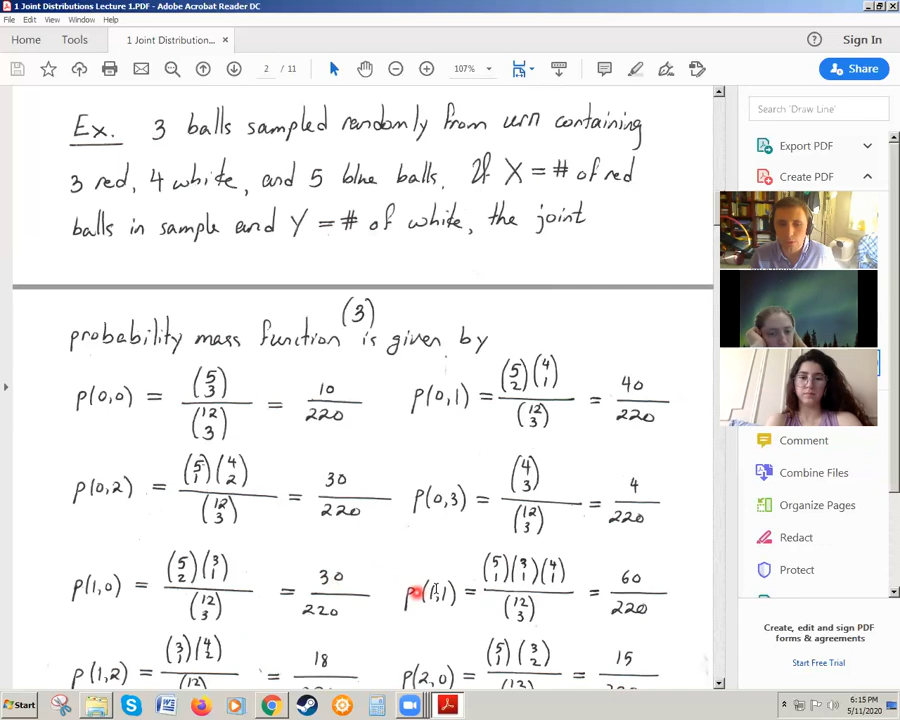 1 Joint Distributions Lecture 1.PDF - Adobe Acrobat Reader DC
File Edit View Window Help
Home Tools 1 Joint Distribution... × Sign In
2 / 11 107% Share
Ex. 3 balls sampled randomly from urn containing
3 red, 4 white, and 5 blue balls. If X = # of red
balls in sample and Y = # of white, the joint
probability mass function (3) is given by
p(0,0) = (5 3) / (12 3) = 10/220 p(0,1) = (5 2)(4 1) / (12 3) = 40/220
p(0,2) = (5 1)(4 2) / (12 3) = 30/220 p(0,3) = (4 3) / (12 3) = 4/220
p(1,0) = (5 2)(3 1) / (12 3) = 30/220 p(1,1) = (5 1)(3 1)(4 1) / (12 3) = 60/220
p(1,2) = (3 1)(4 2) / (12 = 18 p(2,0) = (5 1)(3 2) / (12 = 15
Search 'Draw Line'
Export PDF
Create PDF
Comment
Combine Files
Organize Pages
Redact
Protect
Create, edit and sign PDF
forms & agreements
Start Free Trial
Start
6:15 PM
5/11/2020